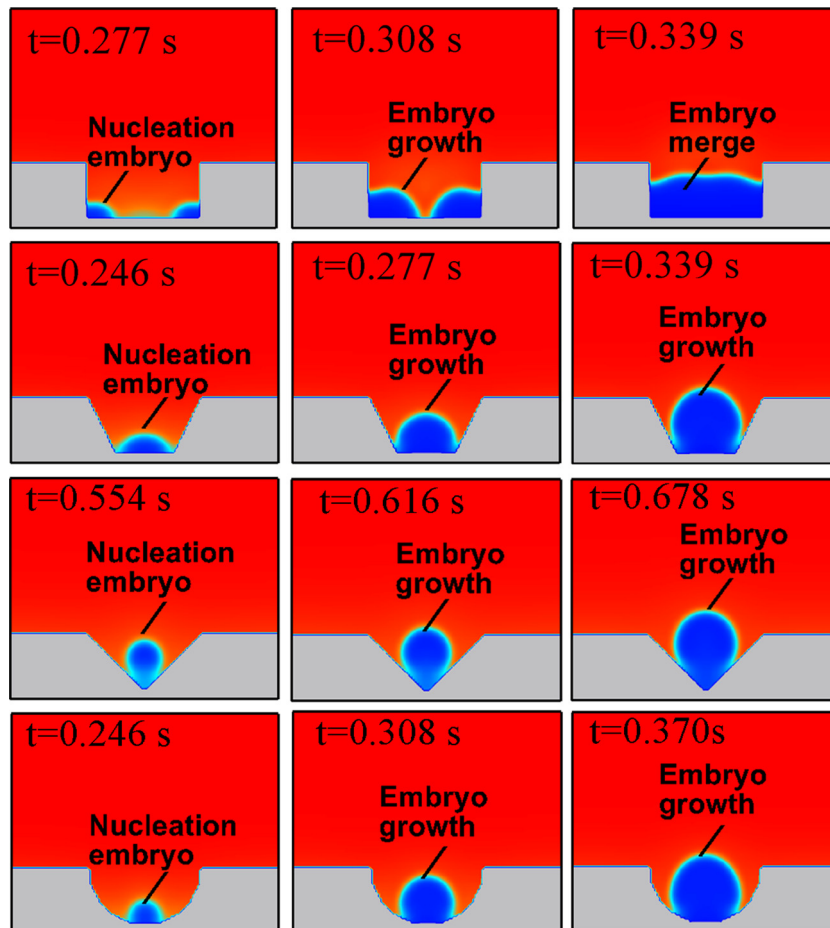 t=0.277 s
Nucleation
embryo
t=0.308 s
Embryo
growth
t=0.339 s
Embryo
merge
t=0.246 s
Nucleation
embryo
t=0.277 s
Embryo
growth
t=0.339 s
Embryo
growth
t=0.554 s
Nucleation
embryo
t=0.616 s
Embryo
growth
t=0.678 s
Embryo
growth
t=0.246 s
Nucleation
embryo
t=0.308 s
Embryo
growth
t=0.370s
Embryo
growth